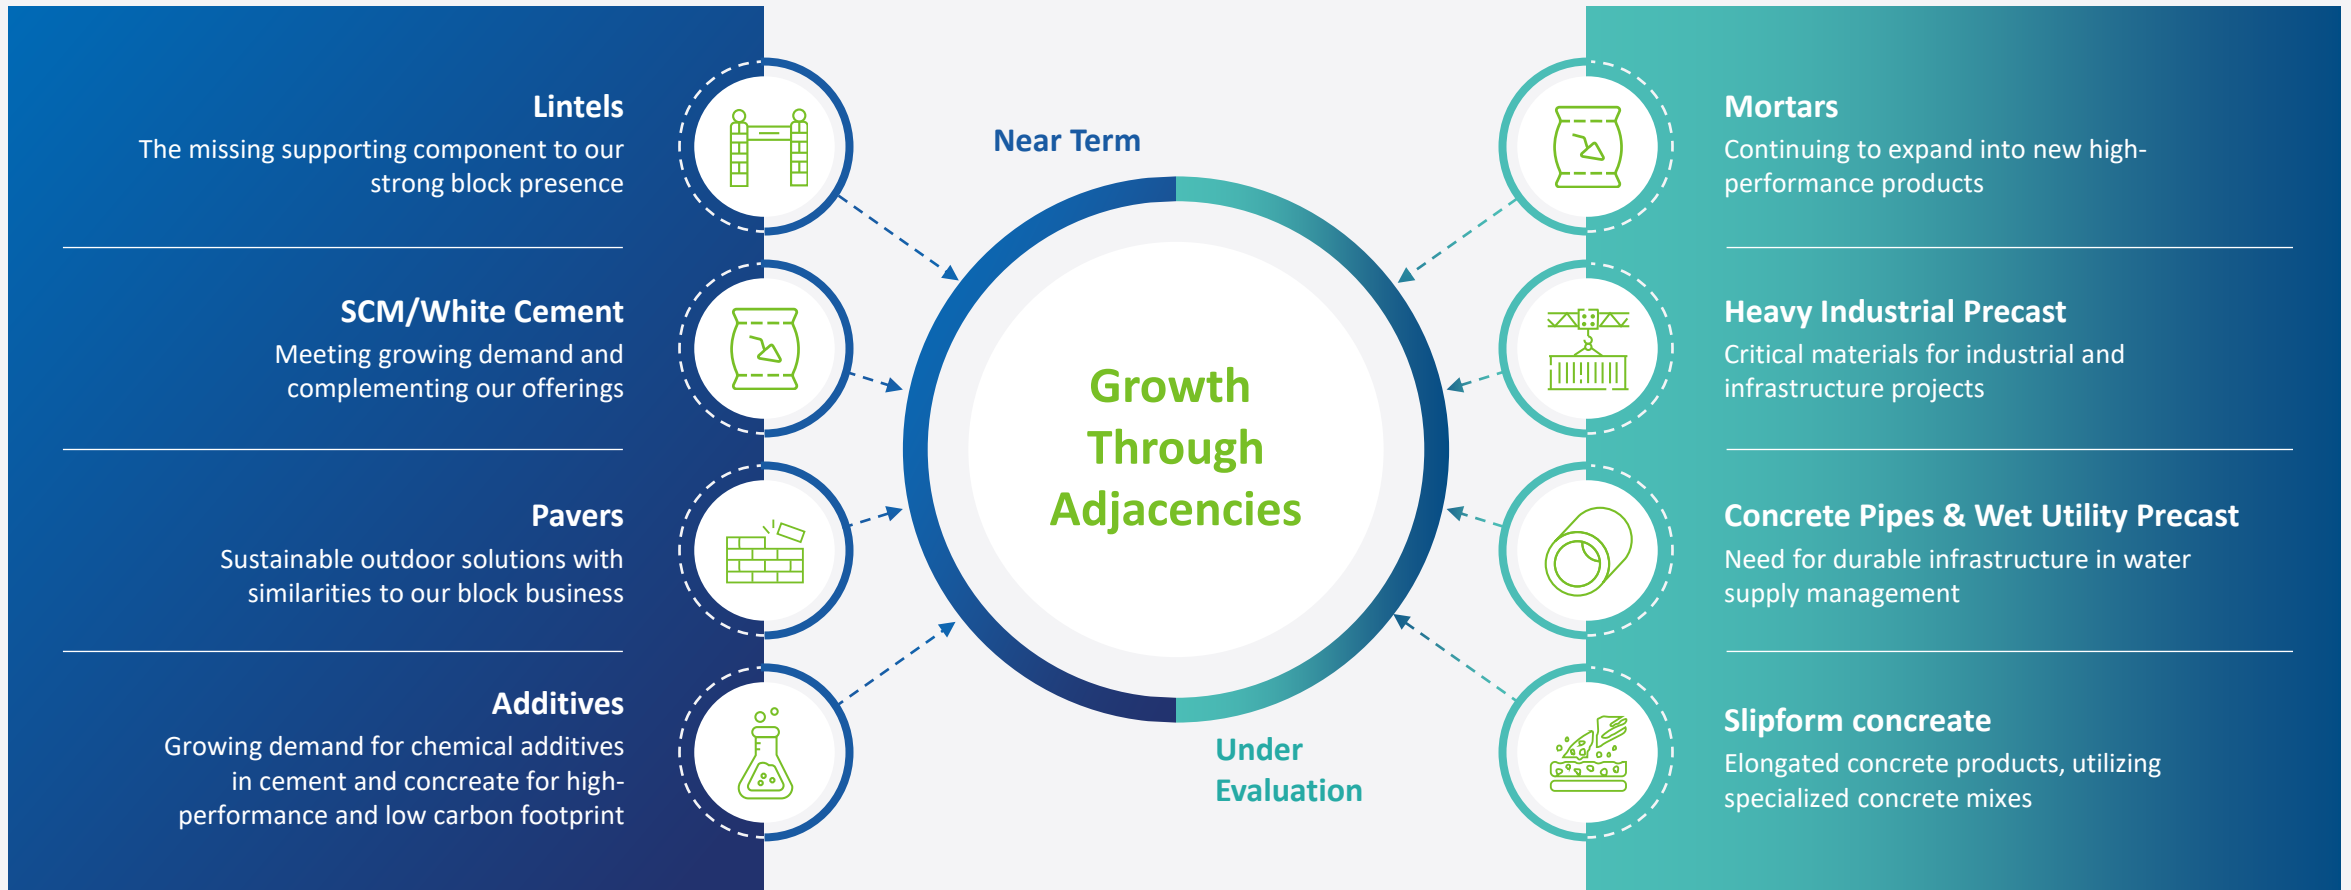 Lintels
The missing supporting component to our
strong block presence
SCM/White Cement
Meeting growing demand and
complementing our offerings
Pavers
Sustainable outdoor solutions with
similarities to our block business
Additives
Growing demand for chemical additives
in cement and concreate for high-
performance and low carbon footprint
Near Term
Growth
Through
Adjacencies
Under
Evaluation
Mortars
Continuing to expand into new high-
performance products
Heavy Industrial Precast
Critical materials for industrial and
infrastructure projects
Concrete Pipes & Wet Utility Precast
Need for durable infrastructure in water
supply management
Slipform concreate
Elongated concrete products, utilizing
specialized concrete mixes